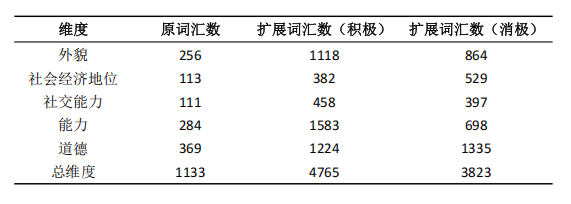 维度 原词汇数 扩展词汇数（积极） 扩展词汇数（消极）
外貌 256 1118 864
社会经济地位 113 382 529
社交能力 111 458 397
能力 284 1583 698
道德 369 1224 1335
总维度 1133 4765 3823